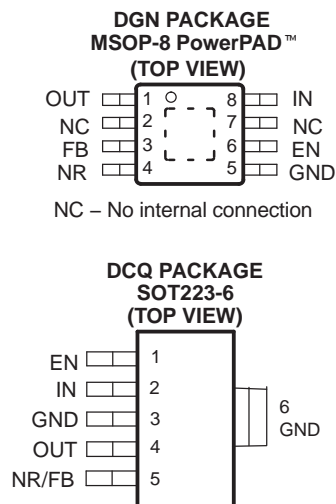 DGN PACKAGE
MSOP-8 PowerPAD™
(TOP VIEW)
OUT 1 8 IN
NC 2 7 NC
FB 3 6 EN
NR 4 5 GND
NC – No internal connection
DCQ PACKAGE
SOT223-6
(TOP VIEW)
EN 1
IN 2
GND 3
OUT 4
NR/FB 5
6
GND